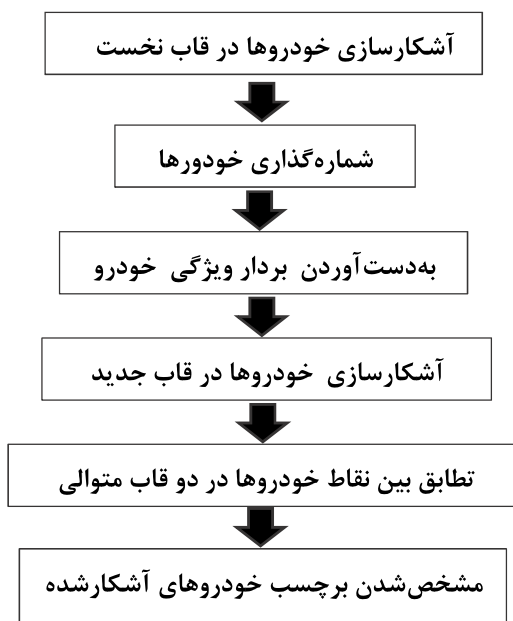 آشکارسازی خودروها در قاب نخست
شماره‌گذاری خودورها
به‌دست‌آوردن بردار ویژگی خودرو
آشکارسازی خودروها در قاب جدید
تطابق بین نقاط خودروها در دو قاب متوالی
مشخص‌شدن برچسب خودروهای آشکارشده